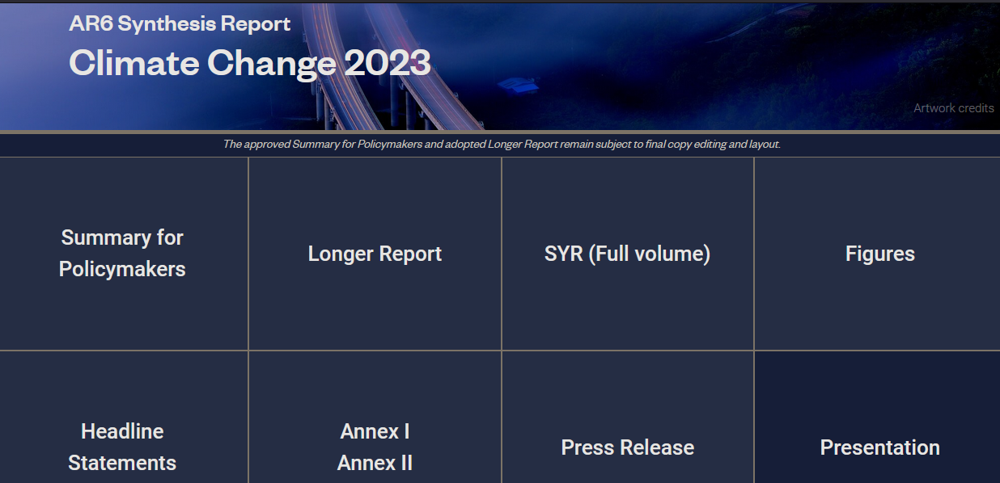 AR6 Synthesis Report
Climate Change 2023
Artwork credits
The approved Summary for Policymakers and adopted Longer Report remain subject to final copy editing and layout.
Summary for
Policymakers
Longer Report
SYR (Full volume)
Figures
Headline
Statements
Annex I
Annex II
Press Release
Presentation